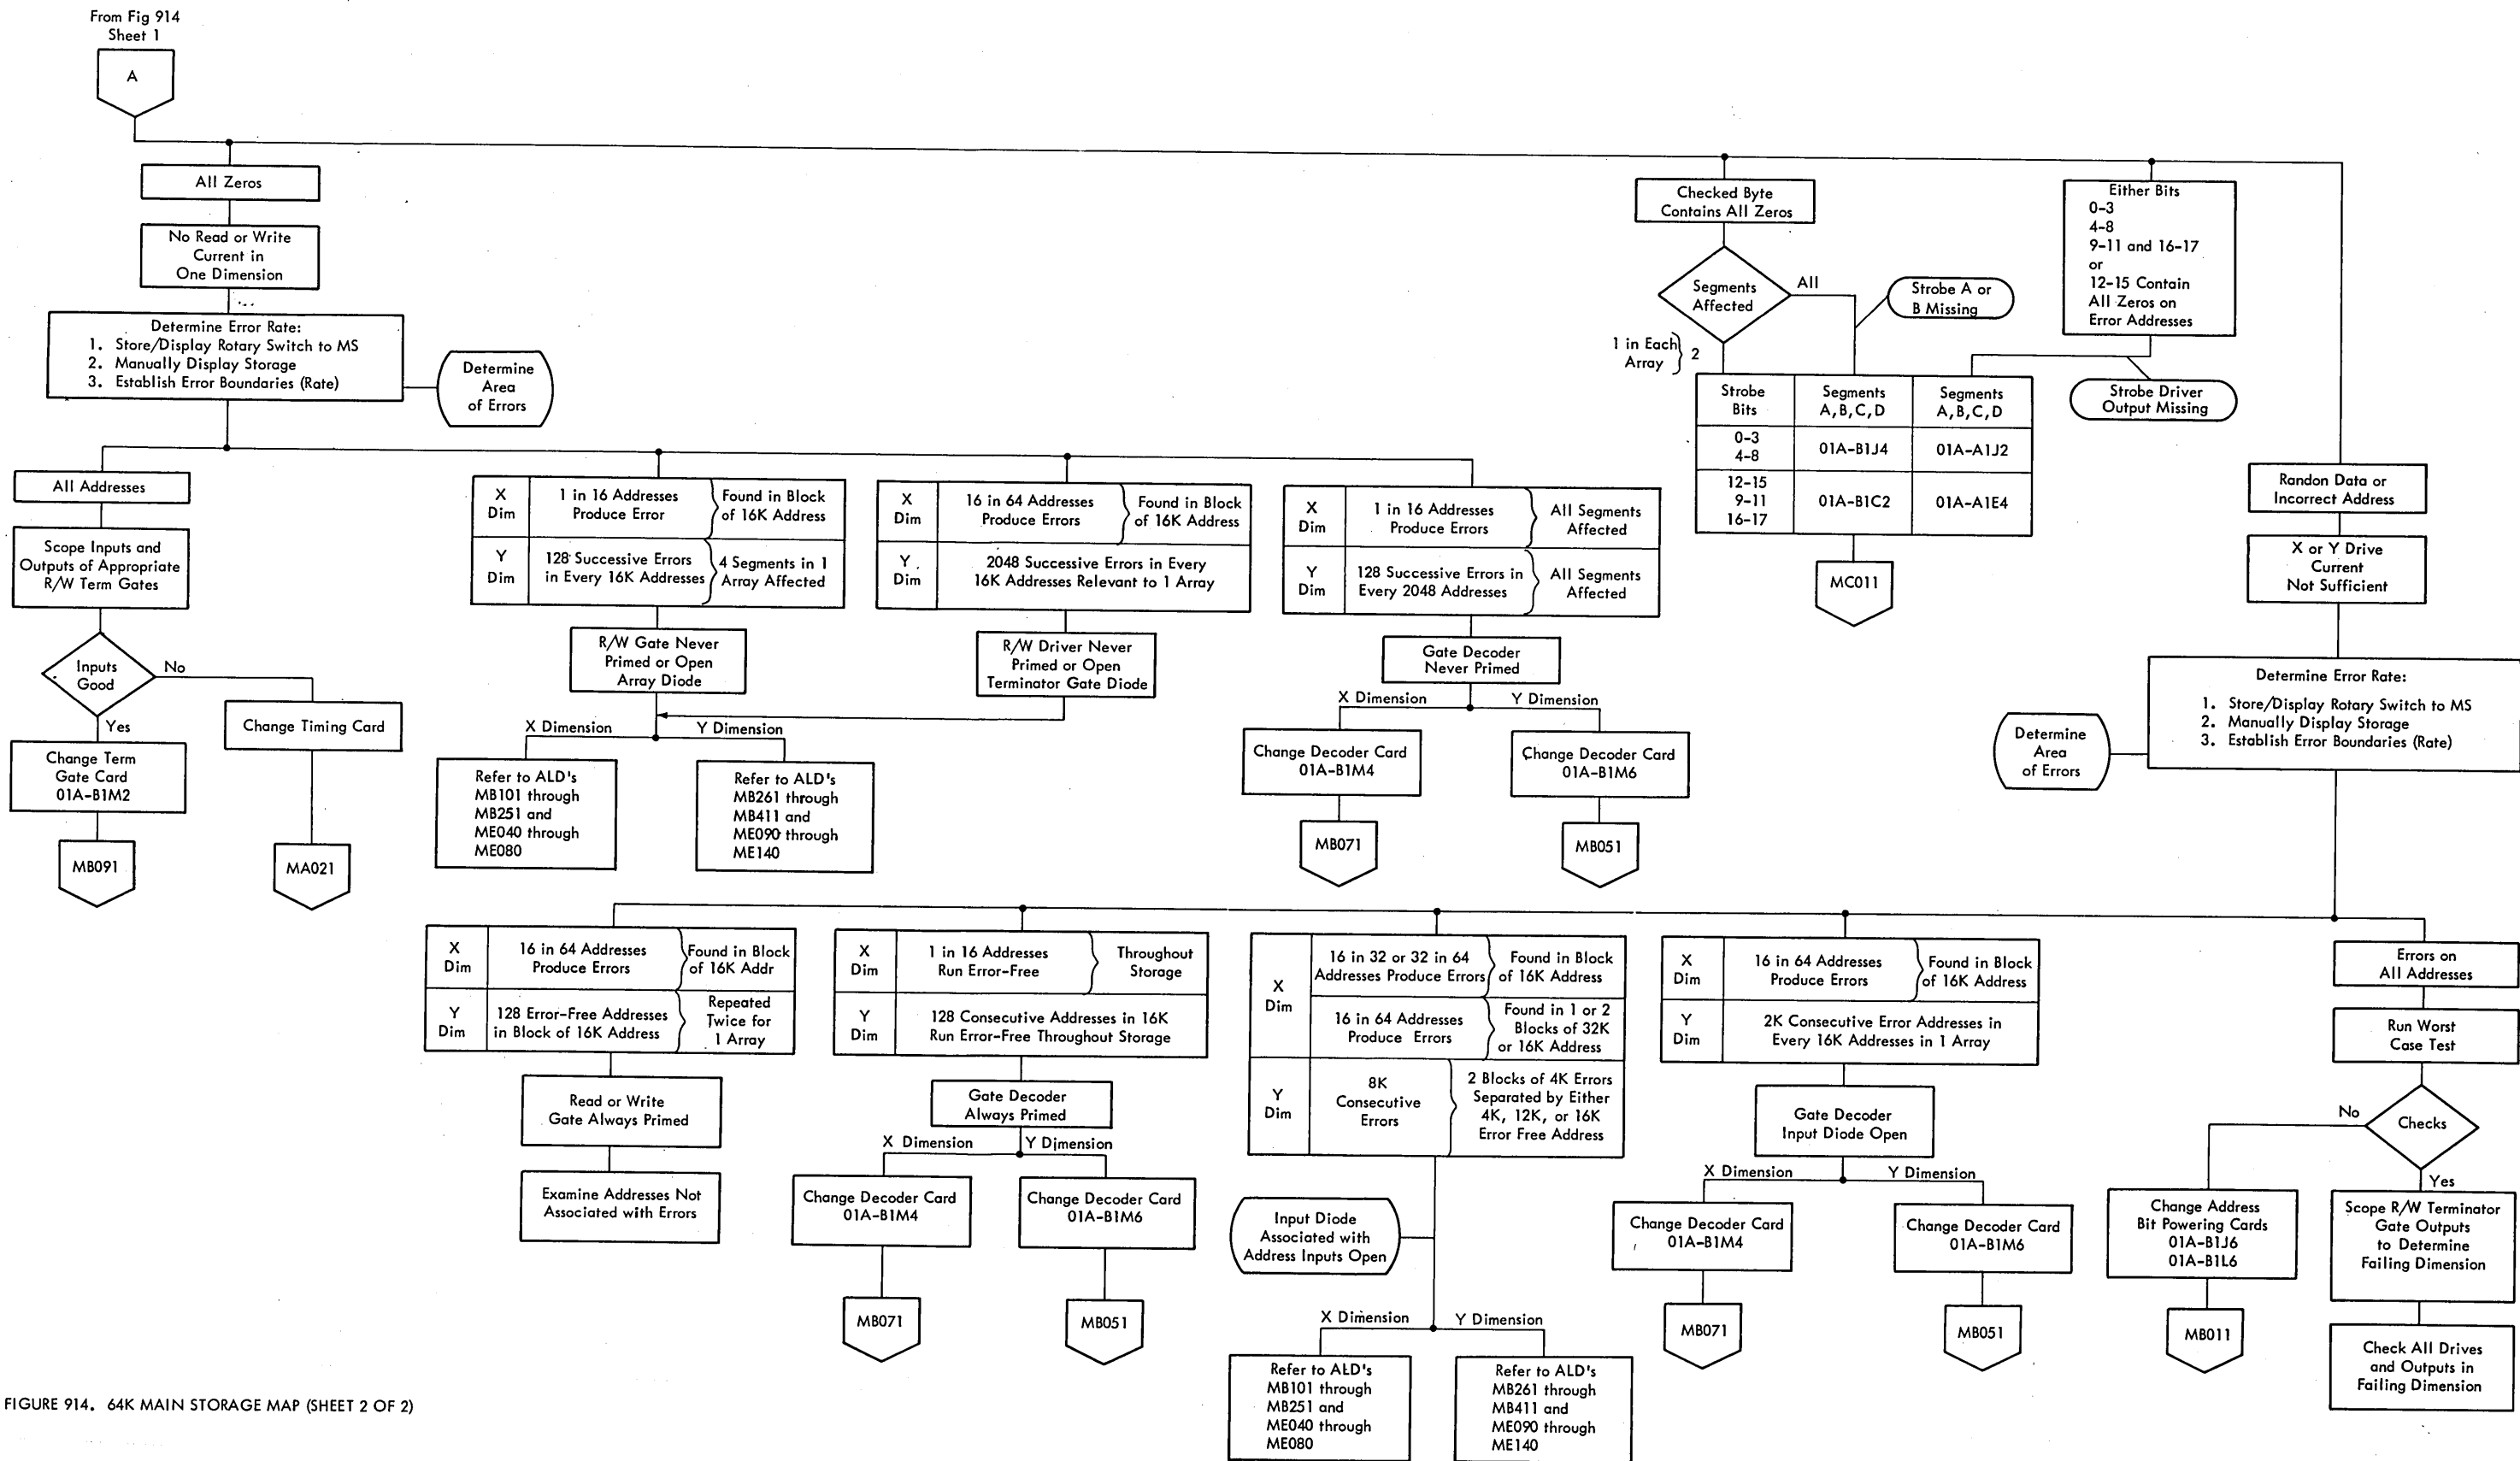 From Fig 914
Sheet 1
A
All Zeros
No Read or Write
Current in
One Dimension
Determine Error Rate:
1. Store/Display Rotary Switch to MS
2. Manually Display Storage
3. Establish Error Boundaries (Rate)
Determine
Area
of Errors
All Addresses
Scope Inputs and
Outputs of Appropriate
R/W Term Gates
Inputs
Good
No
Yes
Change Term
Gate Card
01A-B1M2
MB091
Change Timing Card
MA021
X
Dim
1 in 16 Addresses
Produce Error
Found in Block
of 16K Address
Y
Dim
128 Successive Errors
in Every 16K Addresses
4 Segments in 1
Array Affected
R/W Gate Never
Primed or Open
Array Diode
X
Dim
16 in 64 Addresses
Produce Errors
Found in Block
of 16K Address
Y
Dim
2048 Successive Errors in Every
16K Addresses Relevant to 1 Array
R/W Driver Never
Primed or Open
Terminator Gate Diode
X Dimension
Y Dimension
Refer to ALD's
MB101 through
MB251 and
ME040 through
ME080
Refer to ALD's
MB261 through
MB411 and
ME090 through
ME140
X
Dim
1 in 16 Addresses
Produce Errors
All Segments
Affected
Y
Dim
128 Successive Errors in
Every 2048 Addresses
All Segments
Affected
Gate Decoder
Never Primed
X Dimension
Y Dimension
Change Decoder Card
01A-B1M4
MB071
Change Decoder Card
01A-B1M6
MB051
Checked Byte
Contains All Zeros
Segments
Affected
All
Strobe A or
B Missing
1 in Each
Array
2
Either Bits
0-3
4-8
9-11 and 16-17
or
12-15 Contain
All Zeros on
Error Addresses
Strobe Driver
Output Missing
Strobe
Bits
Segments
A,B,C,D
Segments
A,B,C,D
0-3
4-8
01A-B1J4
01A-A1J2
12-15
9-11
16-17
01A-B1C2
01A-A1E4
MC011
Randon Data or
Incorrect Address
X or Y Drive
Current
Not Sufficient
Determine Error Rate:
1. Store/Display Rotary Switch to MS
2. Manually Display Storage
3. Establish Error Boundaries (Rate)
Determine
Area
of Errors
X
Dim
16 in 64 Addresses
Produce Errors
Found in Block
of 16K Addr
Y
Dim
128 Error-Free Addresses
in Block of 16K Address
Repeated
Twice for
1 Array
Read or Write
Gate Always Primed
Examine Addresses Not
Associated with Errors
X
Dim
1 in 16 Addresses
Run Error-Free
Throughout
Storage
Y
Dim
128 Consecutive Addresses in 16K
Run Error-Free Throughout Storage
Gate Decoder
Always Primed
X Dimension
Y Dimension
Change Decoder Card
01A-B1M4
MB071
Change Decoder Card
01A-B1M6
MB051
X
Dim
16 in 32 or 32 in 64
Addresses Produce Errors
Found in Block
of 16K Address
16 in 64 Addresses
Produce Errors
Found in 1 or 2
Blocks of 32K
or 16K Address
Y
Dim
8K
Consecutive
Errors
2 Blocks of 4K Errors
Separated by Either
4K, 12K, or 16K
Error Free Address
Input Diode
Associated with
Address Inputs Open
X Dimension
Y Dimension
Refer to ALD's
MB101 through
MB251 and
ME040 through
ME080
Refer to ALD's
MB261 through
MB411 and
ME090 through
ME140
X
Dim
16 in 64 Addresses
Produce Errors
Found in Block
of 16K Address
Y
Dim
2K Consecutive Error Addresses in
Every 16K Addresses in 1 Array
Gate Decoder
Input Diode Open
X Dimension
Y Dimension
Change Decoder Card
01A-B1M4
MB071
Change Decoder Card
01A-B1M6
MB051
Errors on
All Addresses
Run Worst
Case Test
Checks
No
Yes
Change Address
Bit Powering Cards
01A-B1J6
01A-B1L6
MB011
Scope R/W Terminator
Gate Outputs
to Determine
Failing Dimension
Check All Drives
and Outputs in
Failing Dimension
FIGURE 914. 64K MAIN STORAGE MAP (SHEET 2 OF 2)